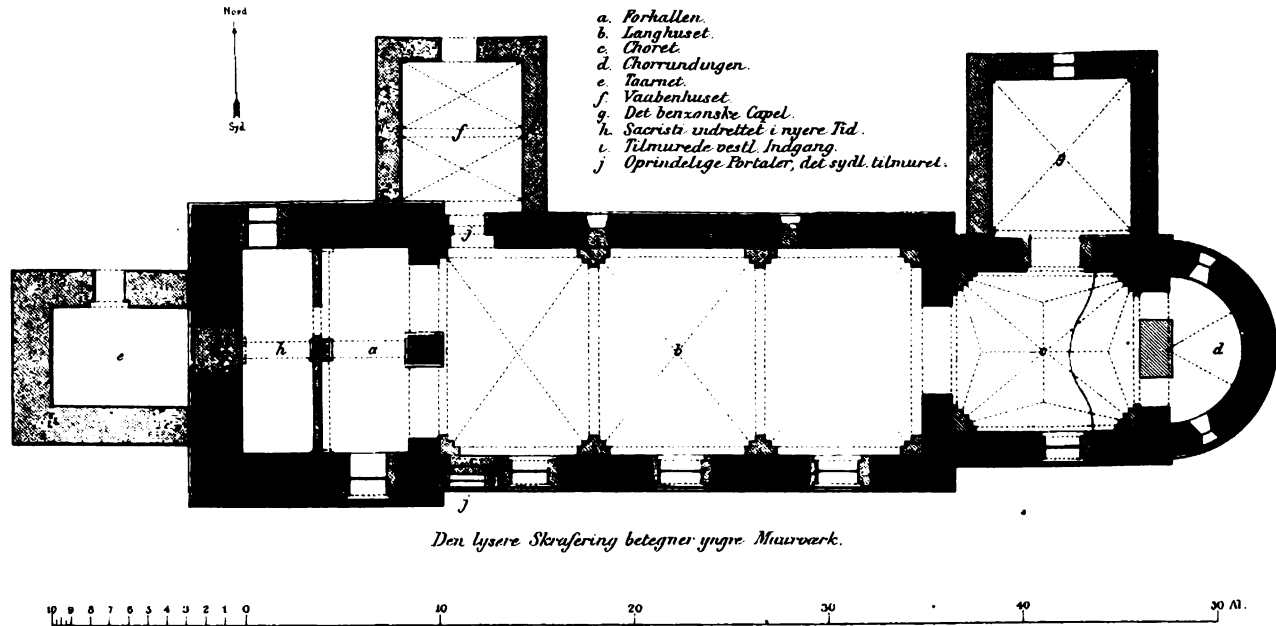 Nord
Syd
a. Forhallen.
b. Langhuset.
c. Choret.
d. Chorrundingen.
e. Taarnet.
f. Vaabenhuset.
g. Det benzonske Capel.
h. Sacristi indrettet i nyere Tid.
i. Tilmurede vestl. Indgang.
j Oprindelige Portaler, det sydl. tilmuret.
f
g
j
e
h
a
b
c
d
i
j
Den lysere Skrafering betegner yngre Muurværk.
10 9 8 7 6 5 4 3 2 1 0 10 20 30 40 50 Al.